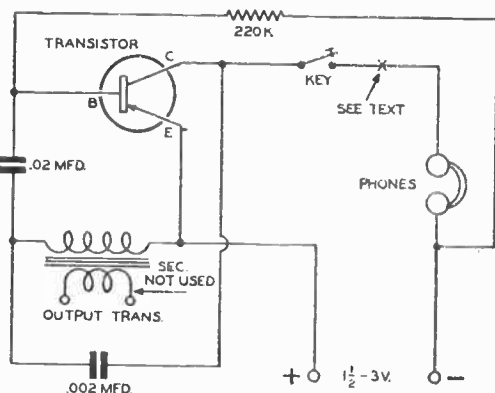 220K
TRANSISTOR
C
B
E
KEY
SEE TEXT
.02 MFD.
PHONES
SEC.
NOT USED
OUTPUT TRANS.
.002 MFD.
+ 1½-3V. -